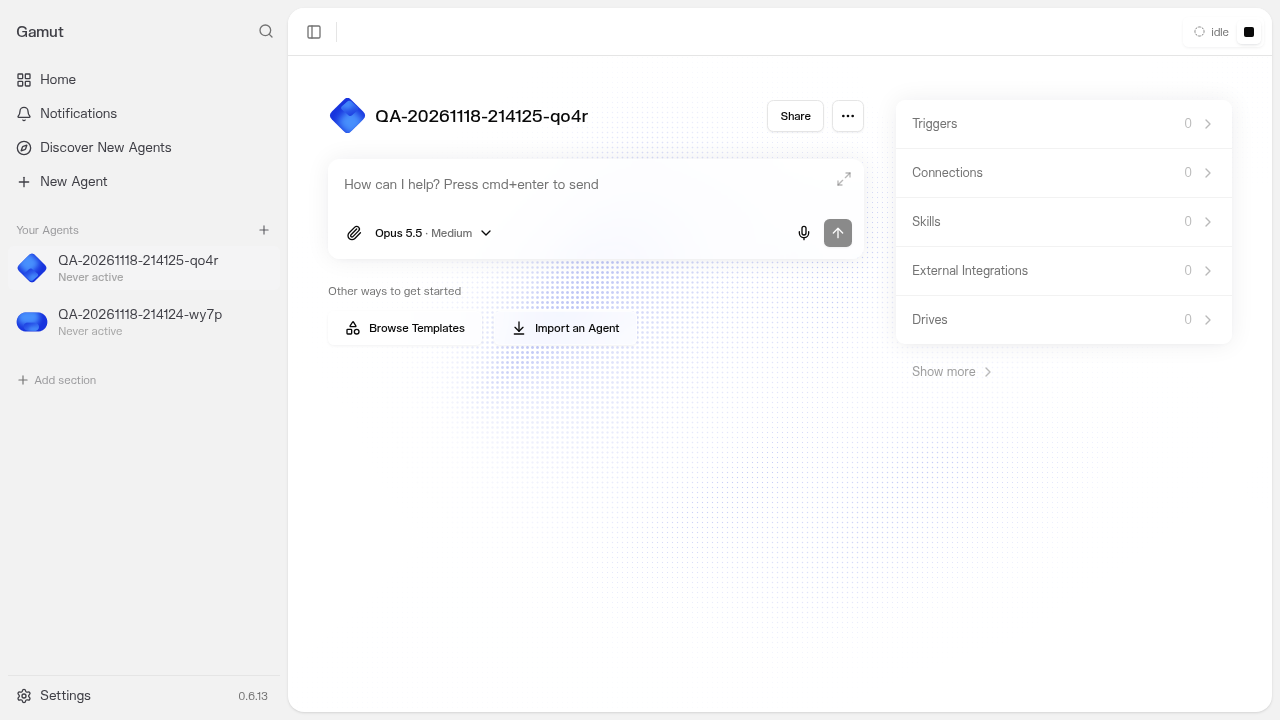 Gamut
Home
Notifications
Discover New Agents
New Agent
Your Agents
QA-20261118-214125-qo4r
Never active
QA-20261118-214124-wy7p
Never active
Add section
Settings
0.6.13
idle
QA-20261118-214125-qo4r
Share
How can I help? Press cmd+enter to send
Opus 5.5 · Medium
Other ways to get started
Browse Templates
Import an Agent
Triggers 0
Connections 0
Skills 0
External Integrations 0
Drives 0
Show more